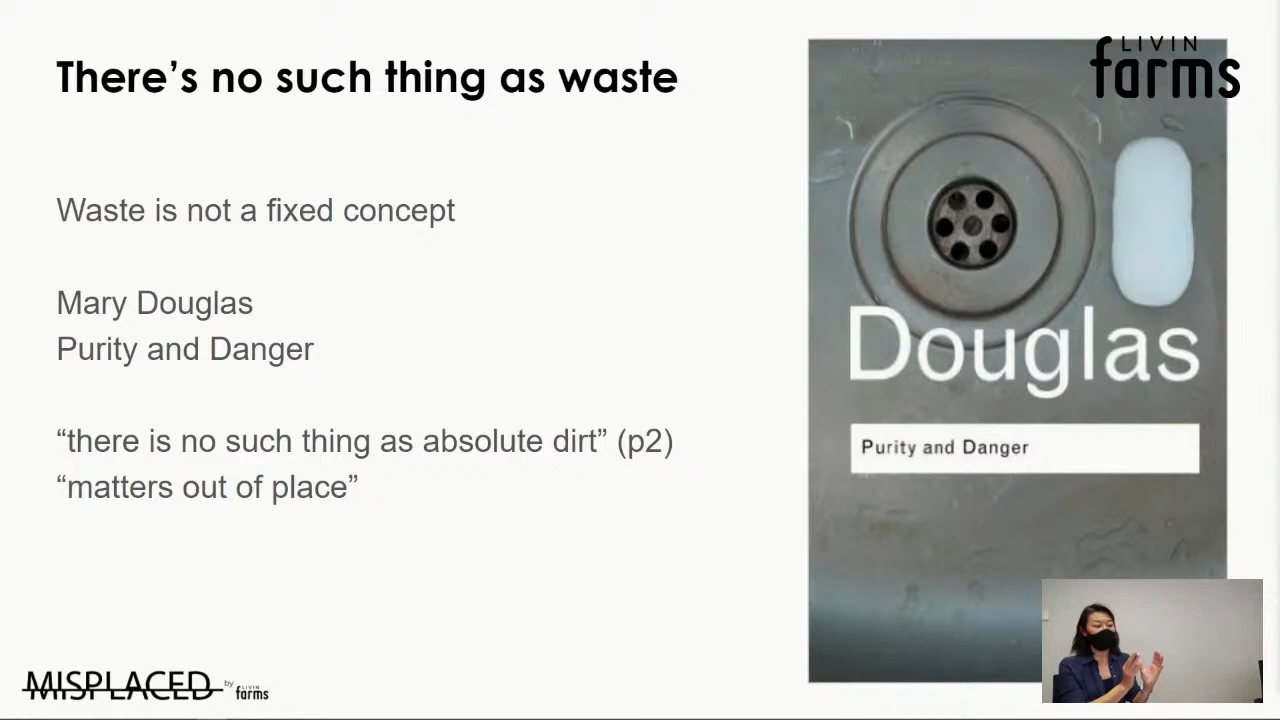 There's no such thing as waste
LIVIN
farms
Waste is not a fixed concept
Mary Douglas
Purity and Danger
“there is no such thing as absolute dirt” (p2)
“matters out of place”
Douglas
Purity and Danger
MISPLACED by LIVIN farms